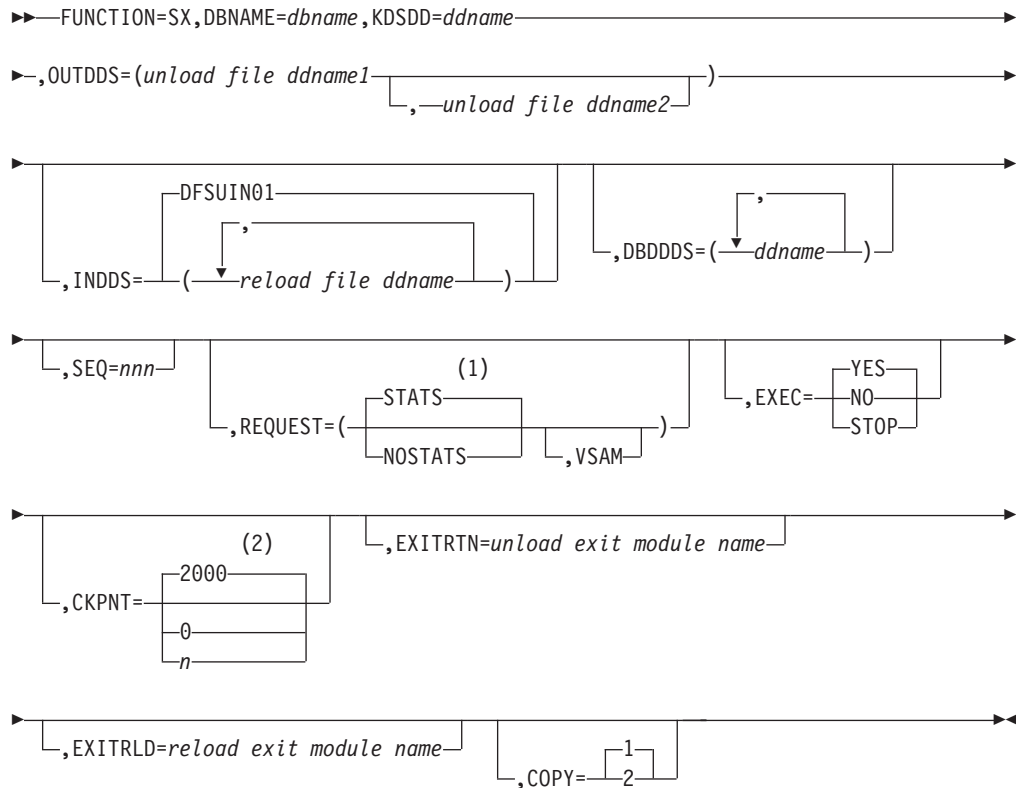 FUNCTION=SX,DBNAME=dbname,KDSDD=ddname
,OUTDDS=(unload file ddname1 )
, unload file ddname2
DFSUIN01
,
,INDDS= ( reload file ddname )
,
,DBDDDS=( ddname )
,SEQ=nnn
(1)
STATS
,REQUEST=( )
NOSTATS ,VSAM
YES
,EXEC= NO
STOP
(2)
2000
,CKPNT=
0
n
,EXITRTN=unload exit module name
,EXITRLD=reload exit module name
1
,COPY= 2